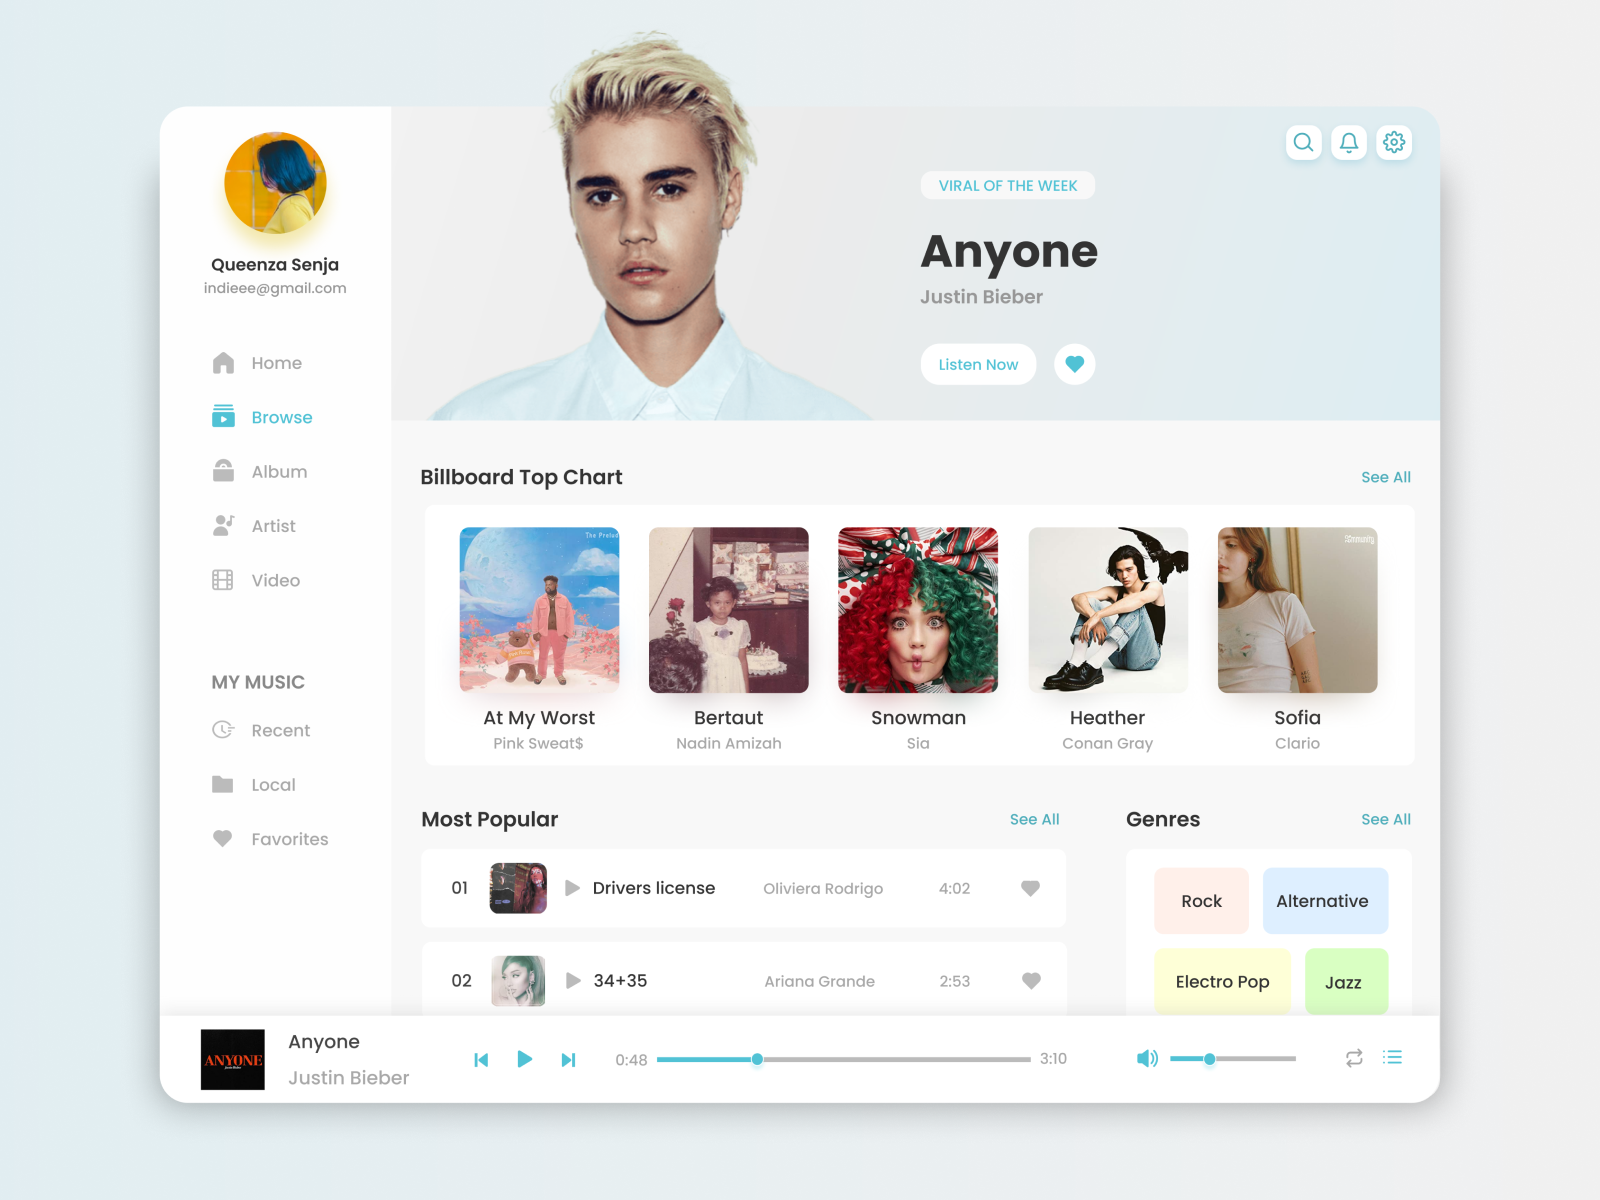 Queenza Senja
indieee@gmail.com
Home
Browse
Album
Artist
Video
MY MUSIC
Recent
Local
Favorites
VIRAL OF THE WEEK
Anyone
Justin Bieber
Listen Now
Billboard Top Chart
See All
The Prelud
At My Worst
Pink Sweat$
Bertaut
Nadin Amizah
Snowman
Sia
Heather
Conan Gray
Sofia
Clario
Most Popular
See All
01
Drivers license
Oliviera Rodrigo
4:02
02
34+35
Ariana Grande
2:53
Genres
See All
Rock
Alternative
Electro Pop
Jazz
ANYONE
Justin Bieber
Anyone
Justin Bieber
0:48
3:10